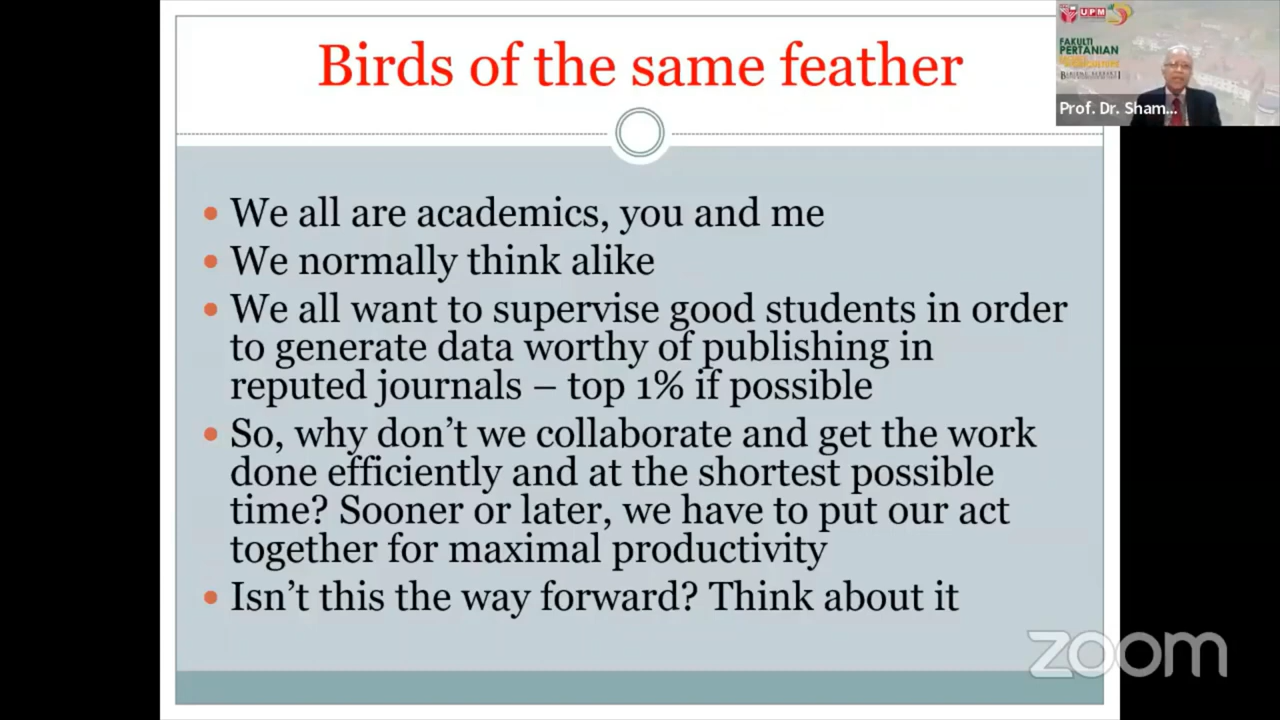 Birds of the same feather
UPM
FAKULTI
PERTANIAN
Prof. Dr. Sham...
• We all are academics, you and me
• We normally think alike
• We all want to supervise good students in order
to generate data worthy of publishing in
reputed journals – top 1% if possible
• So, why don’t we collaborate and get the work
done efficiently and at the shortest possible
time? Sooner or later, we have to put our act
together for maximal productivity
• Isn’t this the way forward? Think about it
zoom